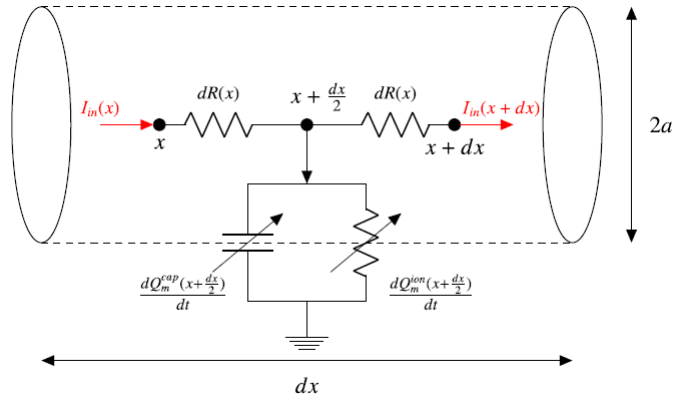 dR(x)
x + dx/2
dR(x)
I_in(x)
I_in(x + dx)
2a
x
x + dx
dQ_m^cap(x+dx/2)/dt
dQ_m^ion(x+dx/2)/dt
dx